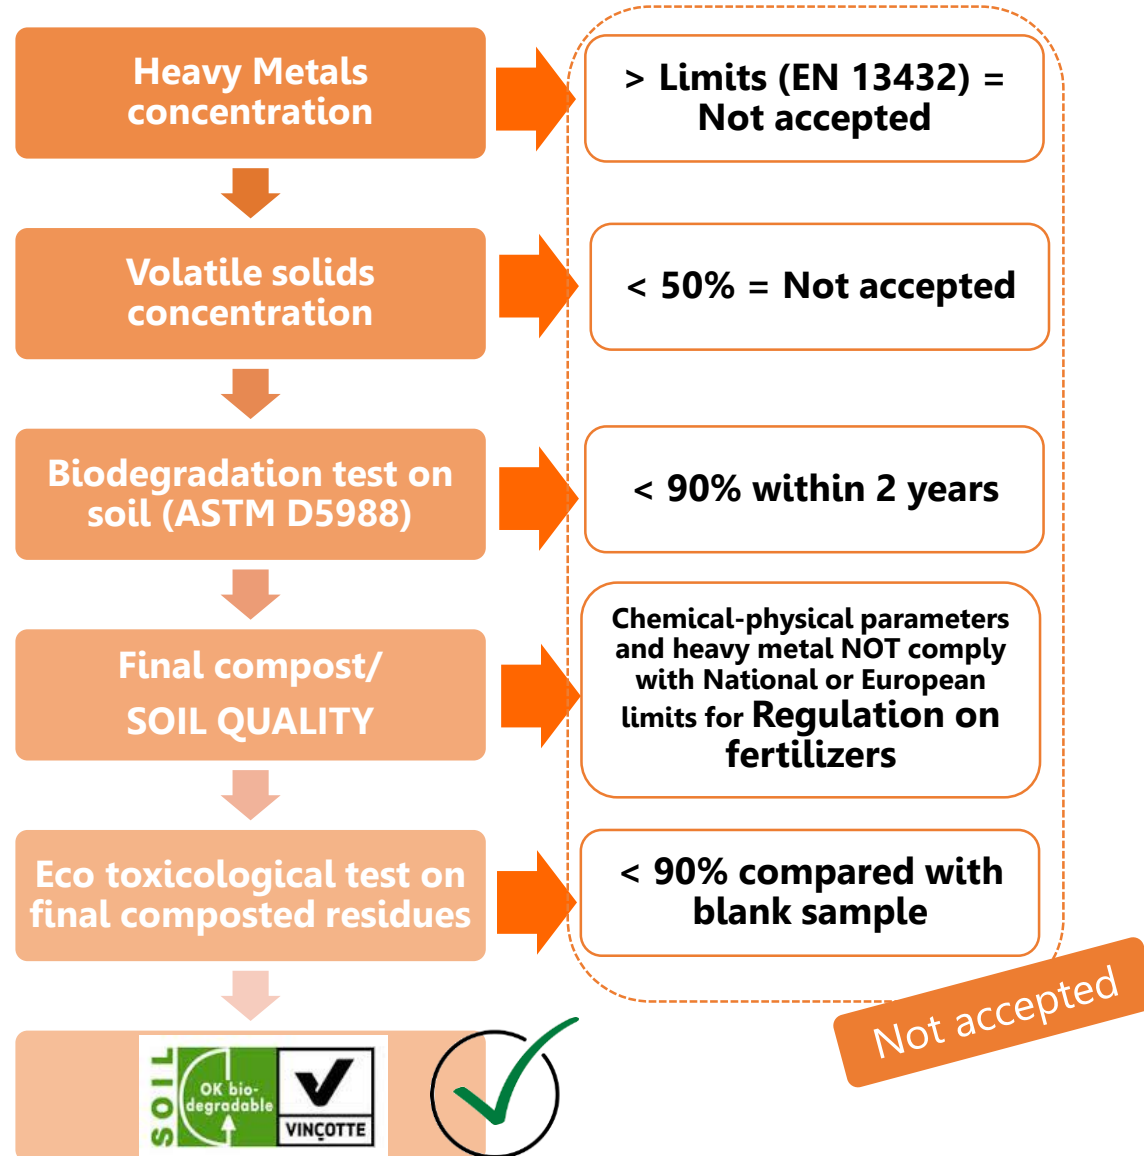 Heavy Metals
concentration
> Limits (EN 13432) =
Not accepted
Volatile solids
concentration
< 50% = Not accepted
Biodegradation test on
soil (ASTM D5988)
< 90% within 2 years
Final compost/
SOIL QUALITY
Chemical-physical parameters
and heavy metal NOT comply
with National or European
limits for Regulation on
fertilizers
Eco toxicological test on
final composted residues
< 90% compared with
blank sample
Not accepted
SOIL
OK bio-
degradable
VINÇOTTE